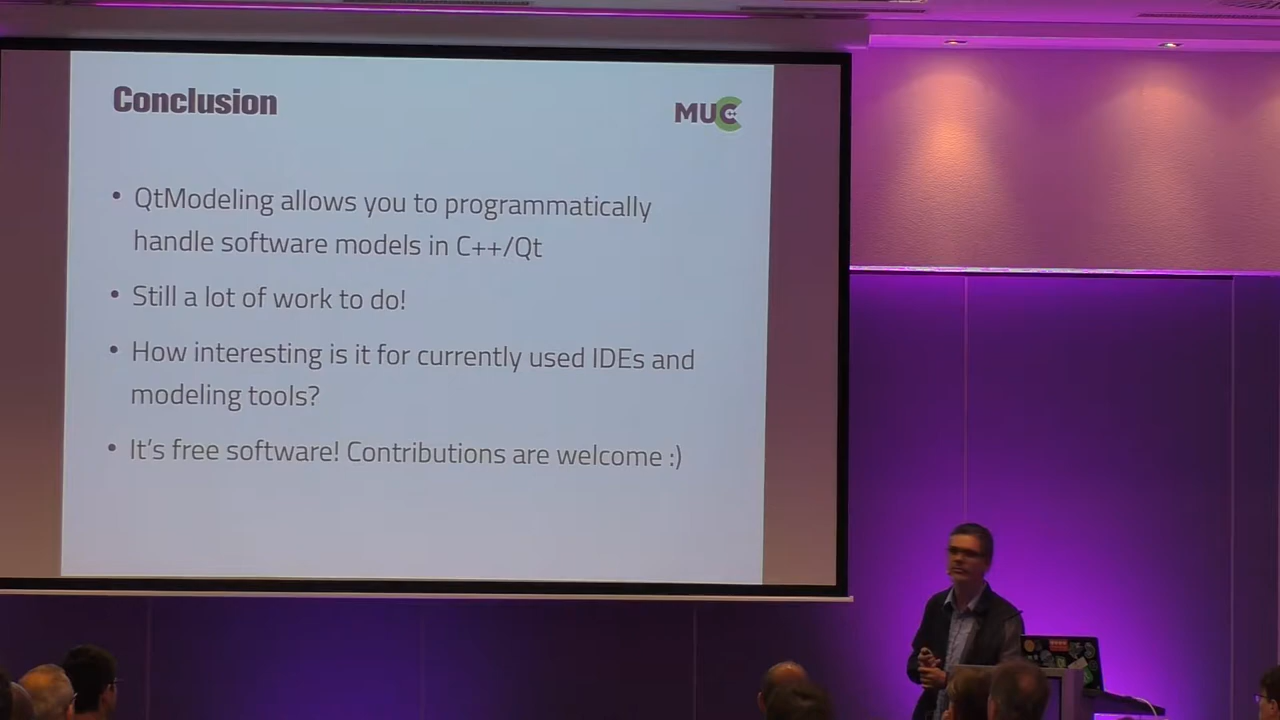 Conclusion
MUC++
• QtModeling allows you to programmatically
handle software models in C++/Qt
• Still a lot of work to do!
• How interesting is it for currently used IDEs and
modeling tools?
• It's free software! Contributions are welcome :)